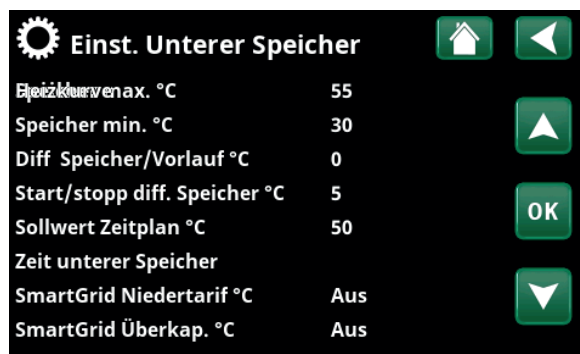 Einst. Unterer Speicher
max. °C 55
Speicher min. °C 30
Diff Speicher/Vorlauf °C 0
Start/stopp diff. Speicher °C 5
OK
Sollwert Zeitplan °C 50
Zeit unterer Speicher
SmartGrid Niedertarif °C Aus
SmartGrid Überkap. °C Aus